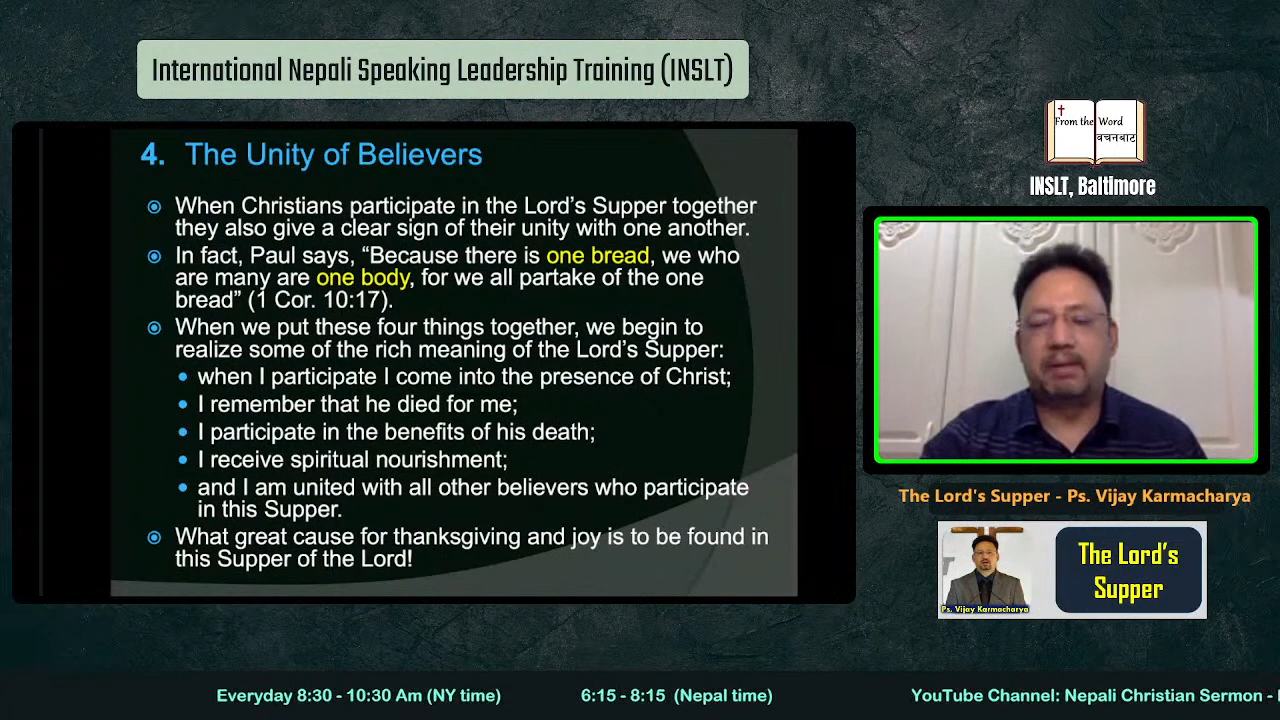 International Nepali Speaking Leadership Training (INSLT)
4. The Unity of Believers
When Christians participate in the Lord's Supper together
they also give a clear sign of their unity with one another.
In fact, Paul says, “Because there is one bread, we who
are many are one body, for we all partake of the one
bread” (1 Cor. 10:17).
When we put these four things together, we begin to
realize some of the rich meaning of the Lord's Supper:
when I participate I come into the presence of Christ;
I remember that he died for me;
I participate in the benefits of his death;
I receive spiritual nourishment;
and I am united with all other believers who participate
in this Supper.
What great cause for thanksgiving and joy is to be found in
this Supper of the Lord!
From the Word
वचनबाट
INSLT, Baltimore
The Lord's Supper - Ps. Vijay Karmacharya
Ps. Vijay Karmacharya
The Lord's
Supper
Everyday 8:30 - 10:30 Am (NY time) 6:15 - 8:15 (Nepal time) YouTube Channel: Nepali Christian Sermon -